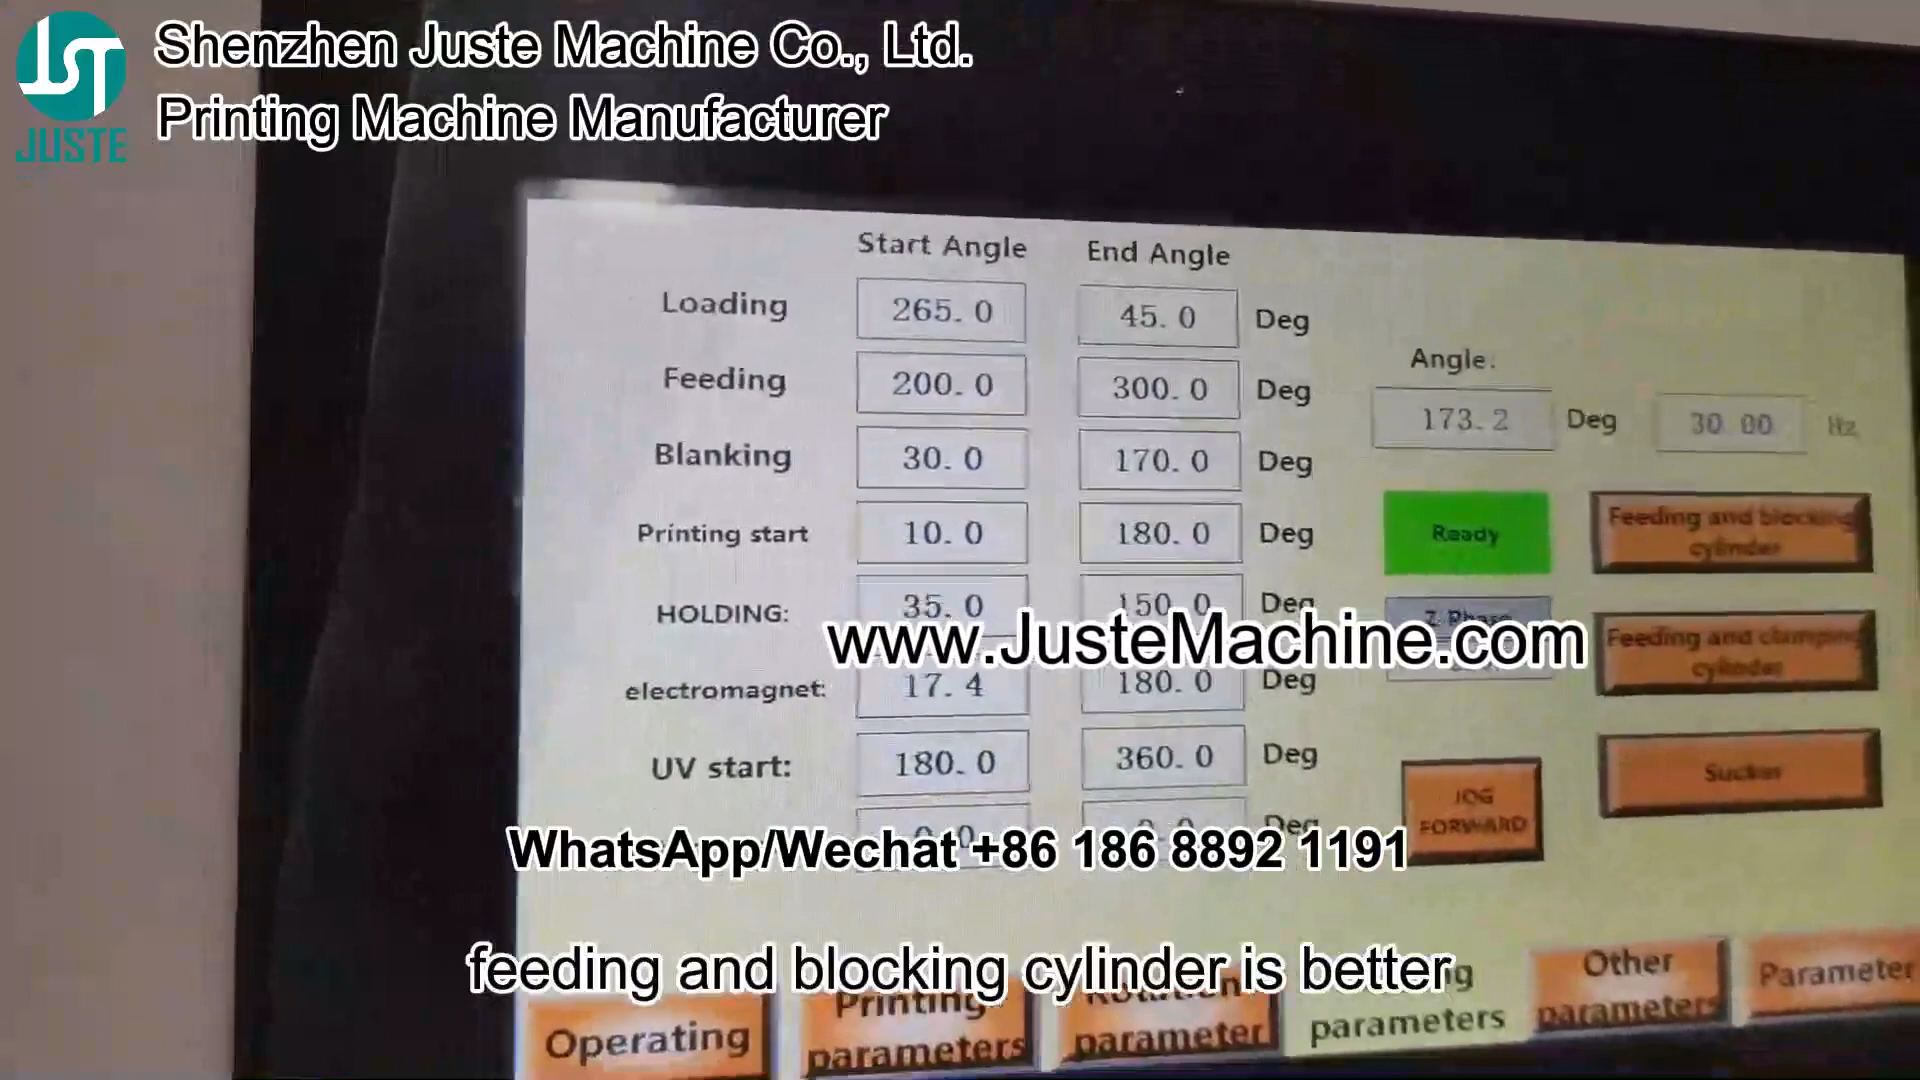 JUSTE
Shenzhen Juste Machine Co., Ltd.
Printing Machine Manufacturer
Start Angle End Angle
Loading 265.0 45.0 Deg
Feeding 200.0 300.0 Deg
Blanking 30.0 170.0 Deg
Printing start 10.0 180.0 Deg
HOLDING: 35.0 150.0 Deg
electromagnet: 17.4 180.0 Deg
UV start: 180.0 360.0 Deg
Deg
Angle:
173.2 Deg 30.00 Hz
Ready
Feeding and blocking
cylinder
Z Phase
Feeding and clamping
cylinder
JOG
FORWARD
Sucker
www.JusteMachine.com
WhatsApp/Wechat +86 186 8892 1191
feeding and blocking cylinder is better
Operating
Printing
parameters
Rotation
parameter
parameters
Other
parameters
Parameter